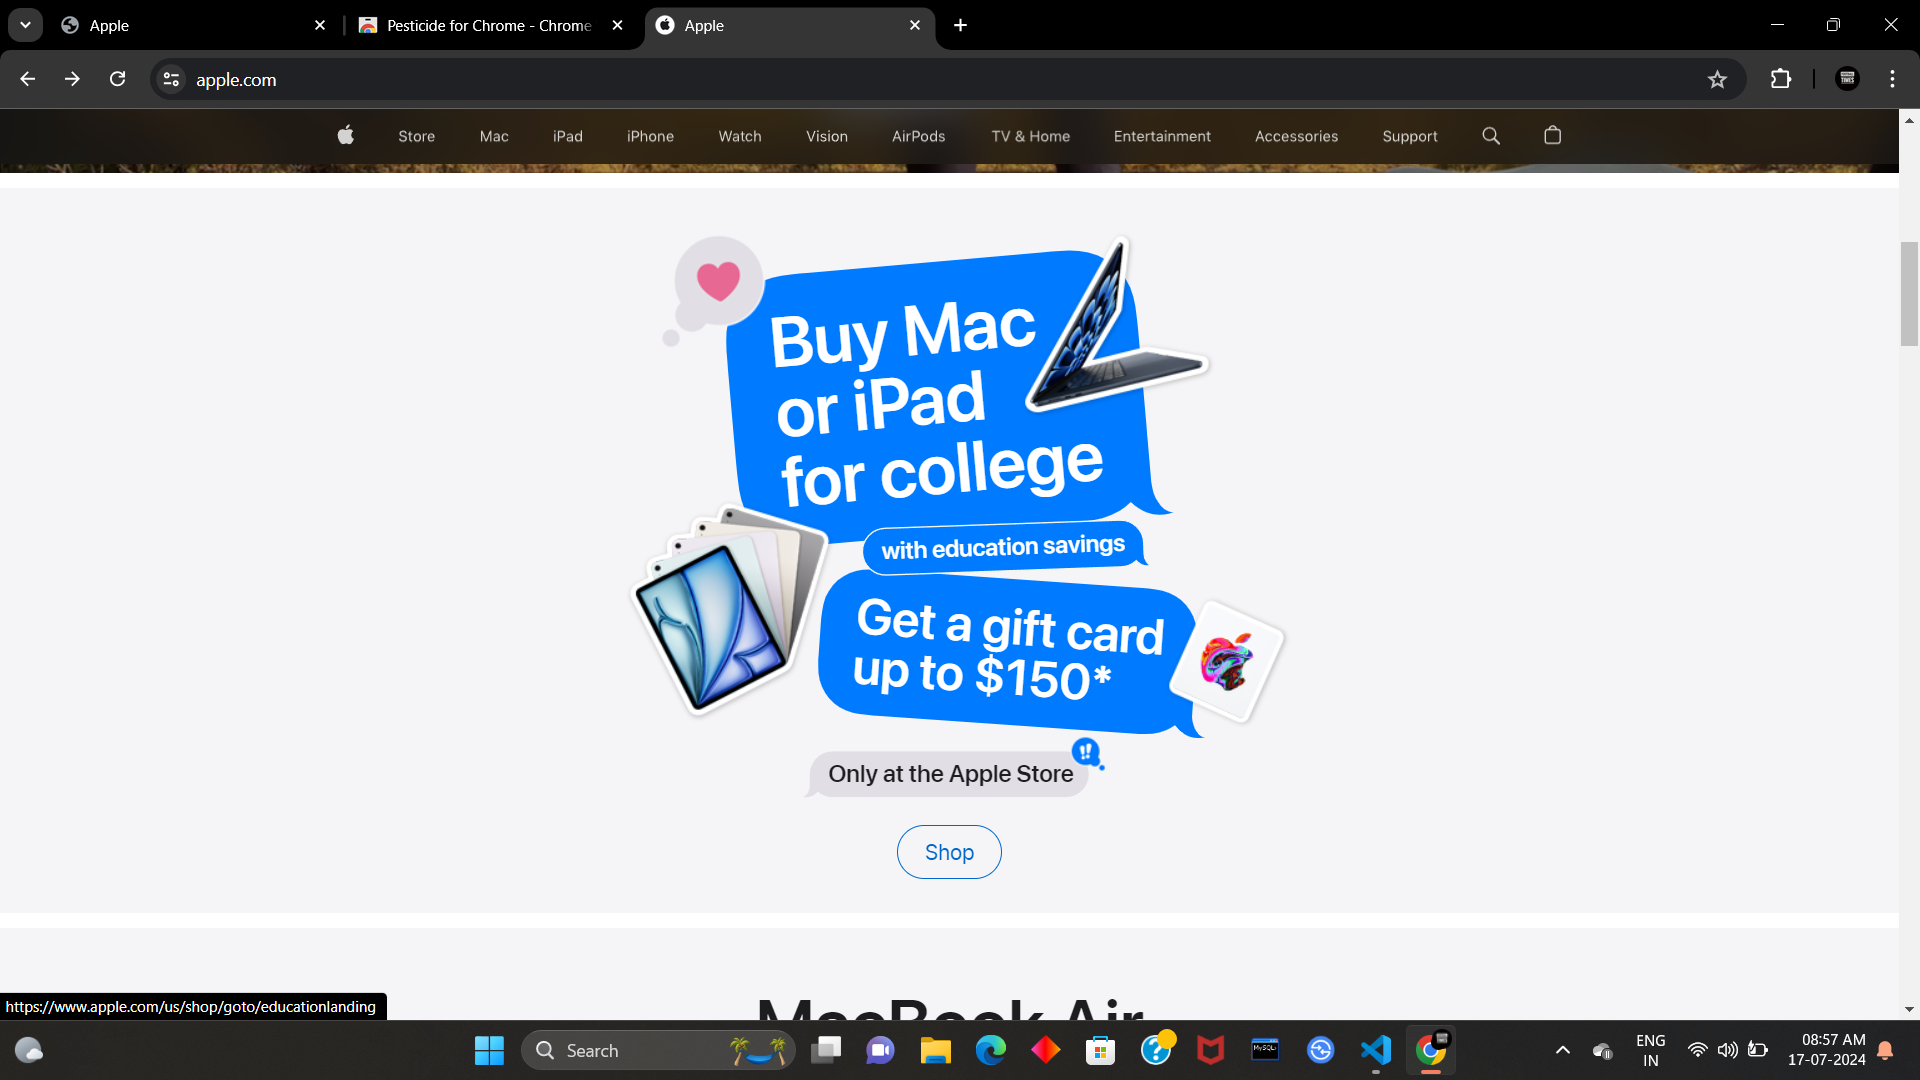 Apple
Pesticide for Chrome - Chrome
Apple
apple.com
Store Mac iPad iPhone Watch Vision AirPods TV & Home Entertainment Accessories Support
Buy Mac
or iPad
for college
with education savings
Get a gift card
up to $150*
!!
Only at the Apple Store
Shop
MacBook Air
https://www.apple.com/us/shop/goto/educationlanding
Search
MySQL
ENG
IN
08:57 AM
17-07-2024